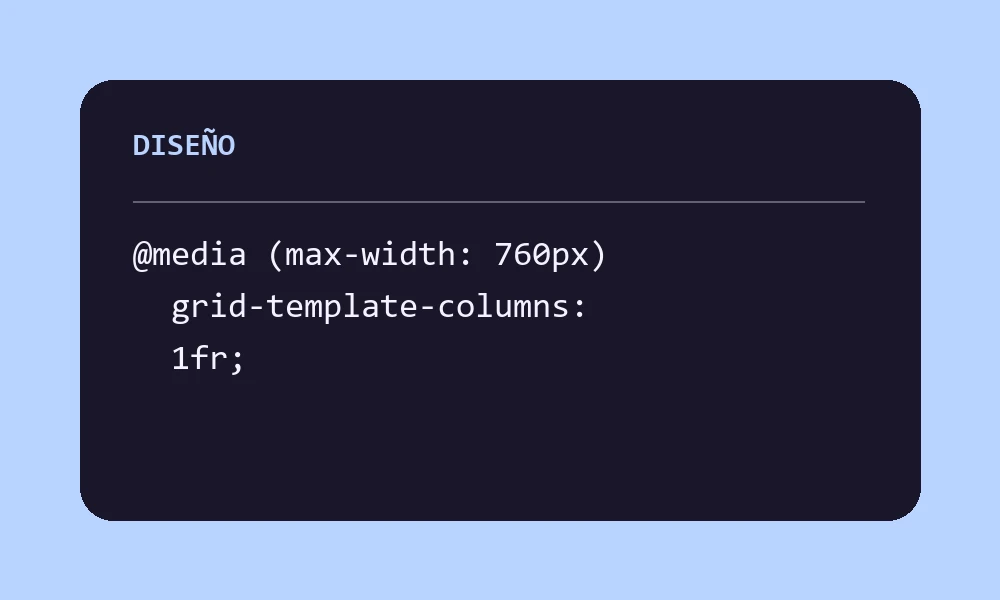 DISEÑO
@media (max-width: 760px)
grid-template-columns:
1fr;